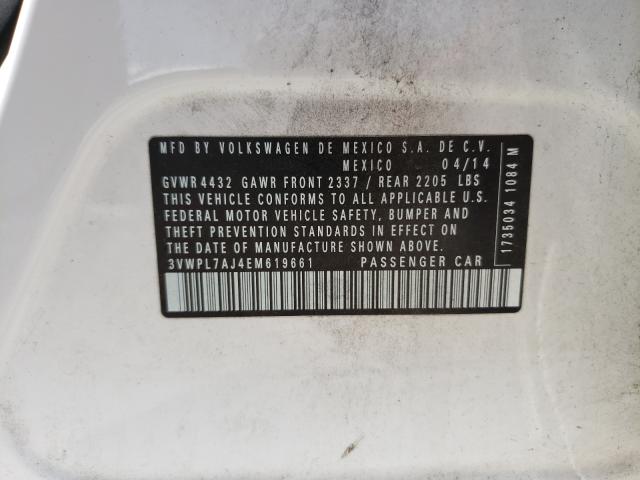 MFD BY VOLKSWAGEN DE MEXICO S.A. DE C.V.
MEXICO 04/14
GVWR 4432 GAWR FRONT 2337 / REAR 2205 LBS
THIS VEHICLE CONFORMS TO ALL APPLICABLE U.S.
FEDERAL MOTOR VEHICLE SAFETY, BUMPER AND
THEFT PREVENTION STANDARDS IN EFFECT ON
THE DATE OF MANUFACTURE SHOWN ABOVE.
3VWPL7AJ4EM619661 PASSENGER CAR
1735034 1084 M